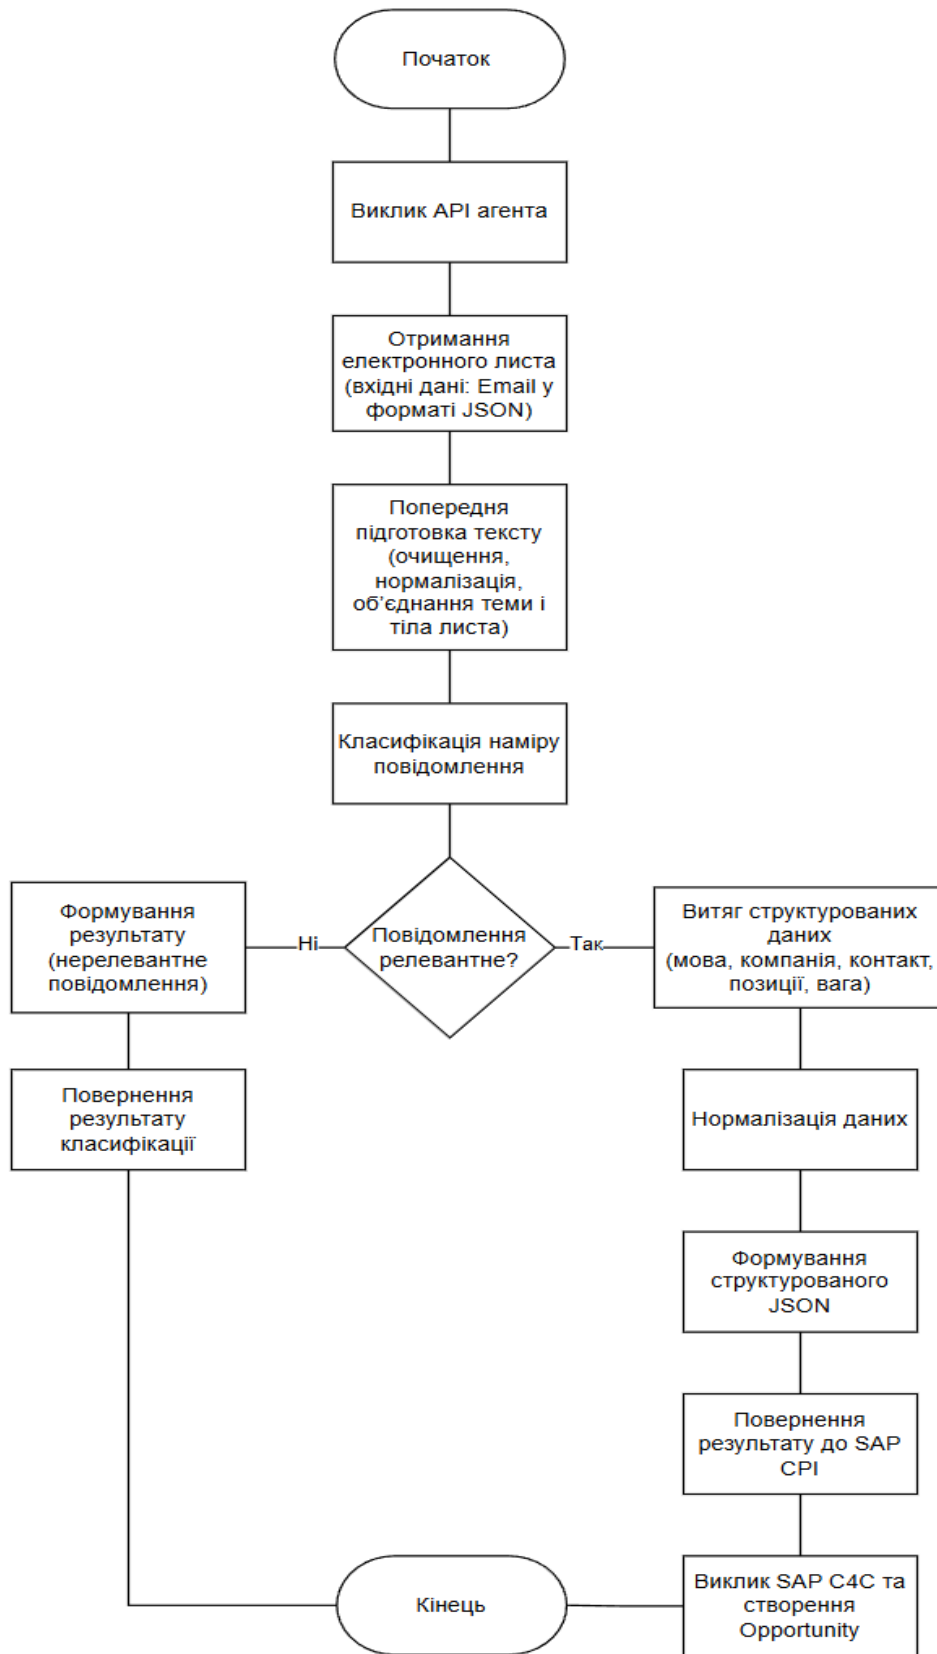 Початок
Виклик API агента
Отримання
електронного листа
(вхідні дані: Email у
форматі JSON)
Попередня
підготовка тексту
(очищення,
нормалізація,
об'єднання теми і
тіла листа)
Класифікація наміру
повідомлення
Повідомлення
релевантне?
Ні
Формування
результату
(нерелевантне
повідомлення)
Повернення
результату
класифікації
Так
Витяг структурованих
даних
(мова, компанія, контакт,
позиції, вага)
Нормалізація даних
Формування
структурованого
JSON
Повернення
результату до SAP
CPI
Виклик SAP C4C та
створення
Opportunity
Кінець